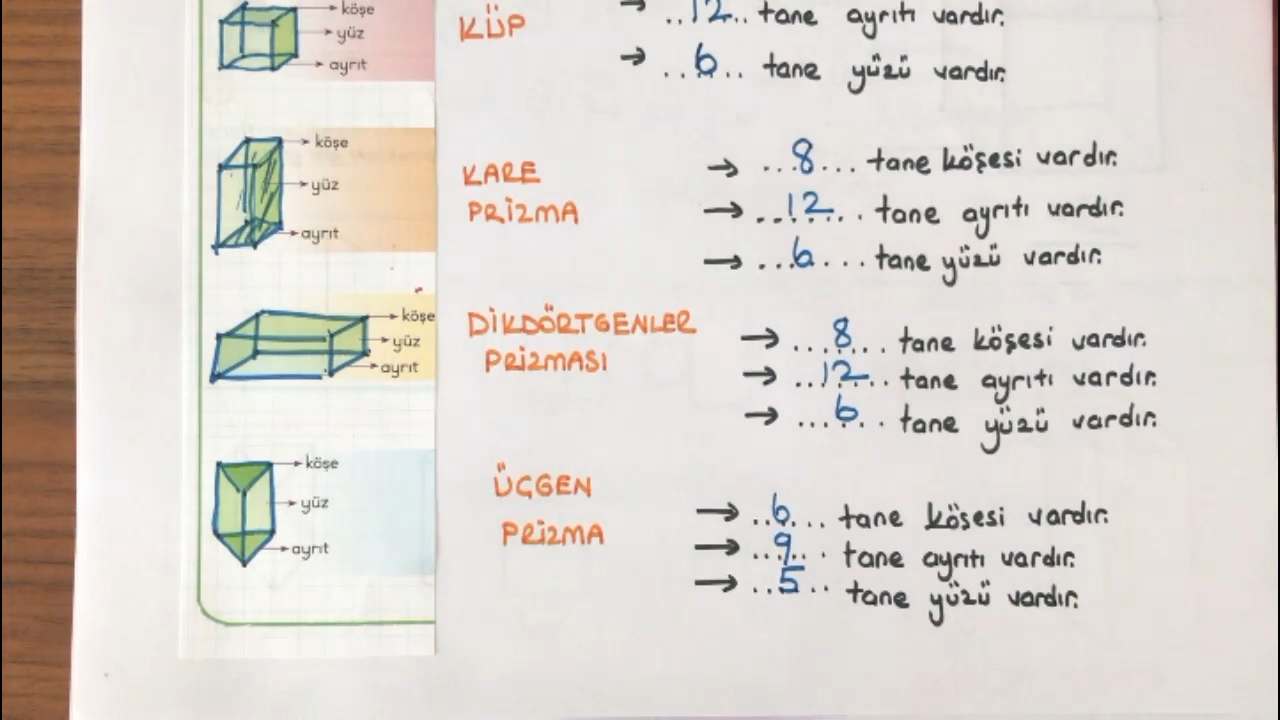 köşe
yüz
ayrıt
KÜP
→ ..12.. tane ayrıtı vardır.
→ ..6.. tane yüzü vardır.
köşe
yüz
ayrıt
KARE
PRİZMA
→ ...8... tane köşesi vardır.
→ ...12... tane ayrıtı vardır.
→ ...6... tane yüzü vardır.
köşe
yüz
ayrıt
DİKDÖRTGENLER
PRİZMASI
→ ...8... tane köşesi vardır.
→ ...12... tane ayrıtı vardır.
→ ...6... tane yüzü vardır.
köşe
yüz
ayrıt
ÜÇGEN
PRİZMA
→ ..6... tane köşesi vardır.
→ ...9... tane ayrıtı vardır.
→ ..5... tane yüzü vardır.